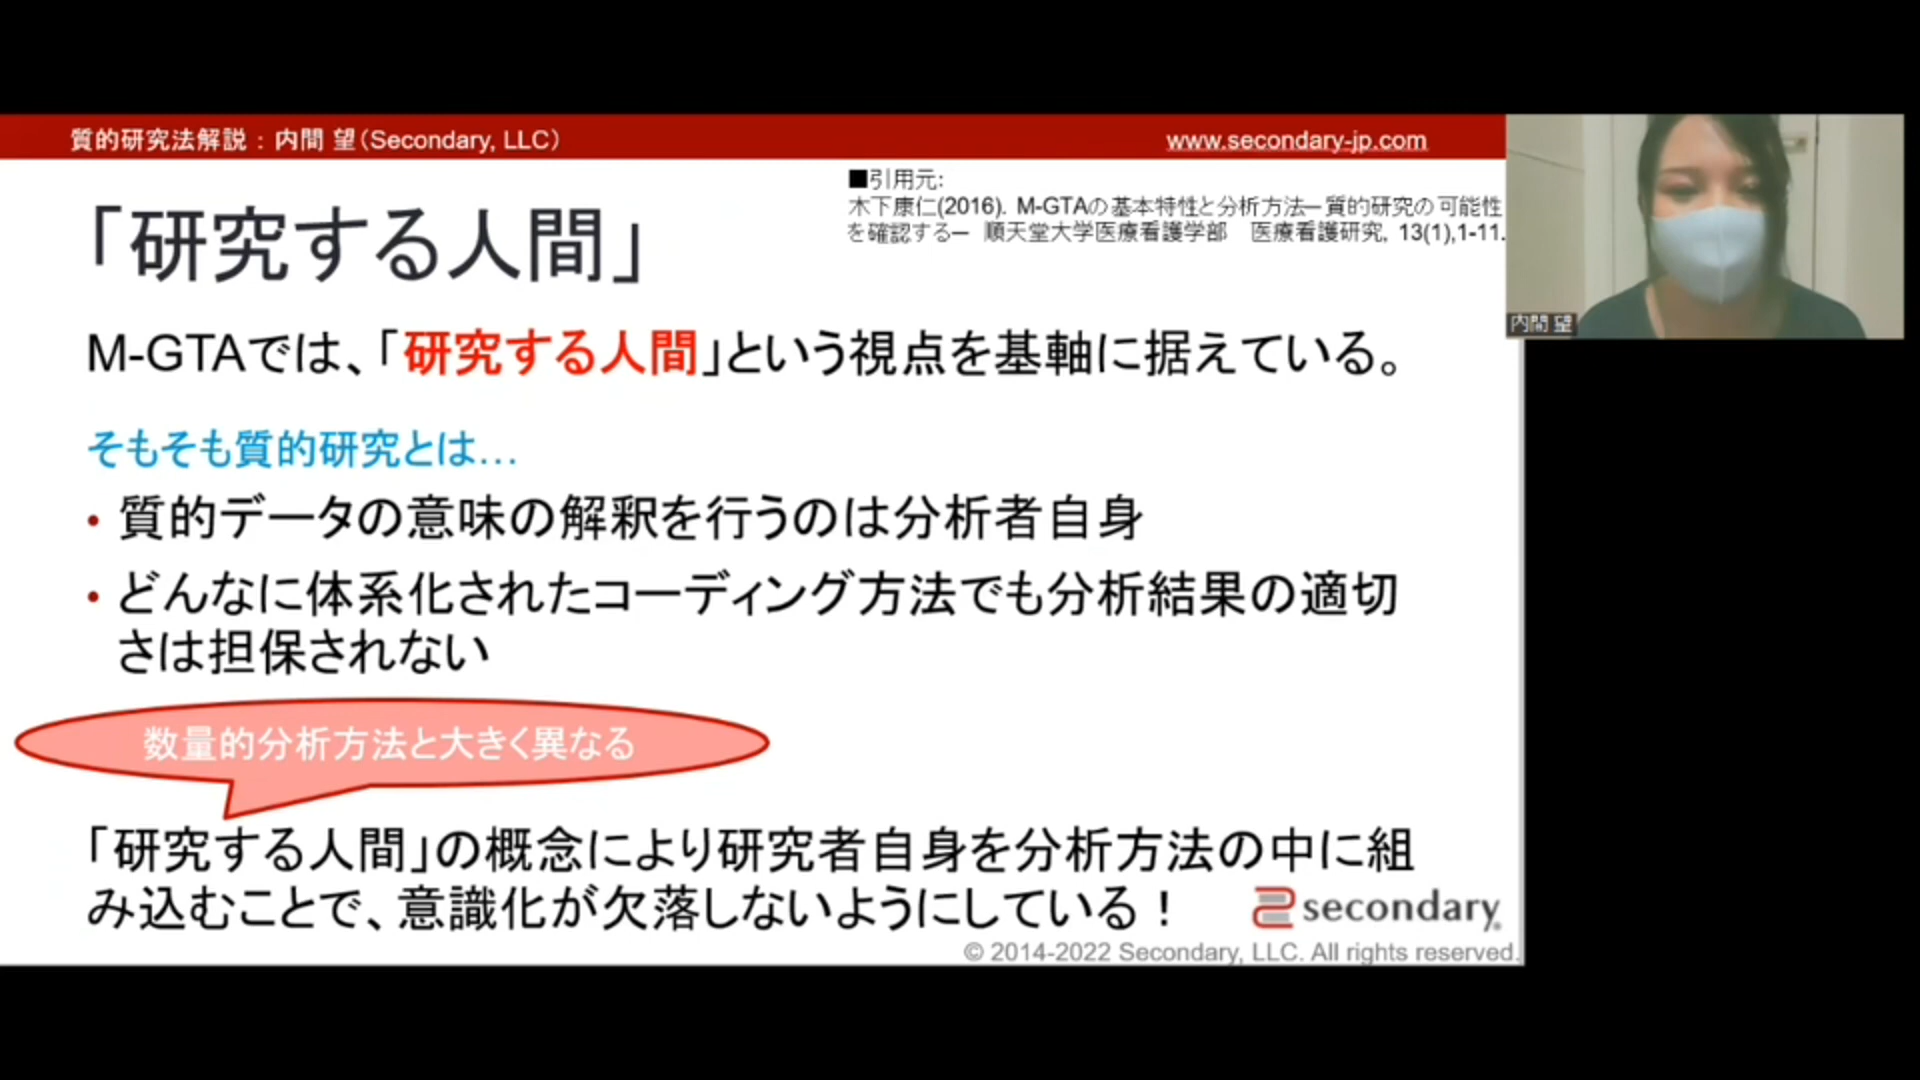 質的研究法解説：内間 望（Secondary, LLC）
www.secondary-jp.com
■引用元:
木下康仁(2016). M-GTAの基本特性と分析方法―質的研究の可能性
を確認する― 順天堂大学医療看護学部　医療看護研究, 13(1),1-11.
「研究する人間」
内間 望
M-GTAでは、「研究する人間」という視点を基軸に据えている。
そもそも質的研究とは…
・質的データの意味の解釈を行うのは分析者自身
・どんなに体系化されたコーディング方法でも分析結果の適切
さは担保されない
数量的分析方法と大きく異なる
「研究する人間」の概念により研究者自身を分析方法の中に組
み込むことで、意識化が欠落しないようにしている！
secondary
© 2014-2022 Secondary, LLC. All rights reserved.